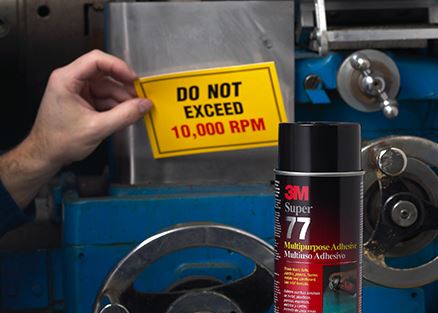 DO NOT
EXCEED
10,000 RPM
3M
Super
77
Multipurpose Adhesive
Multiuso Adhesivo